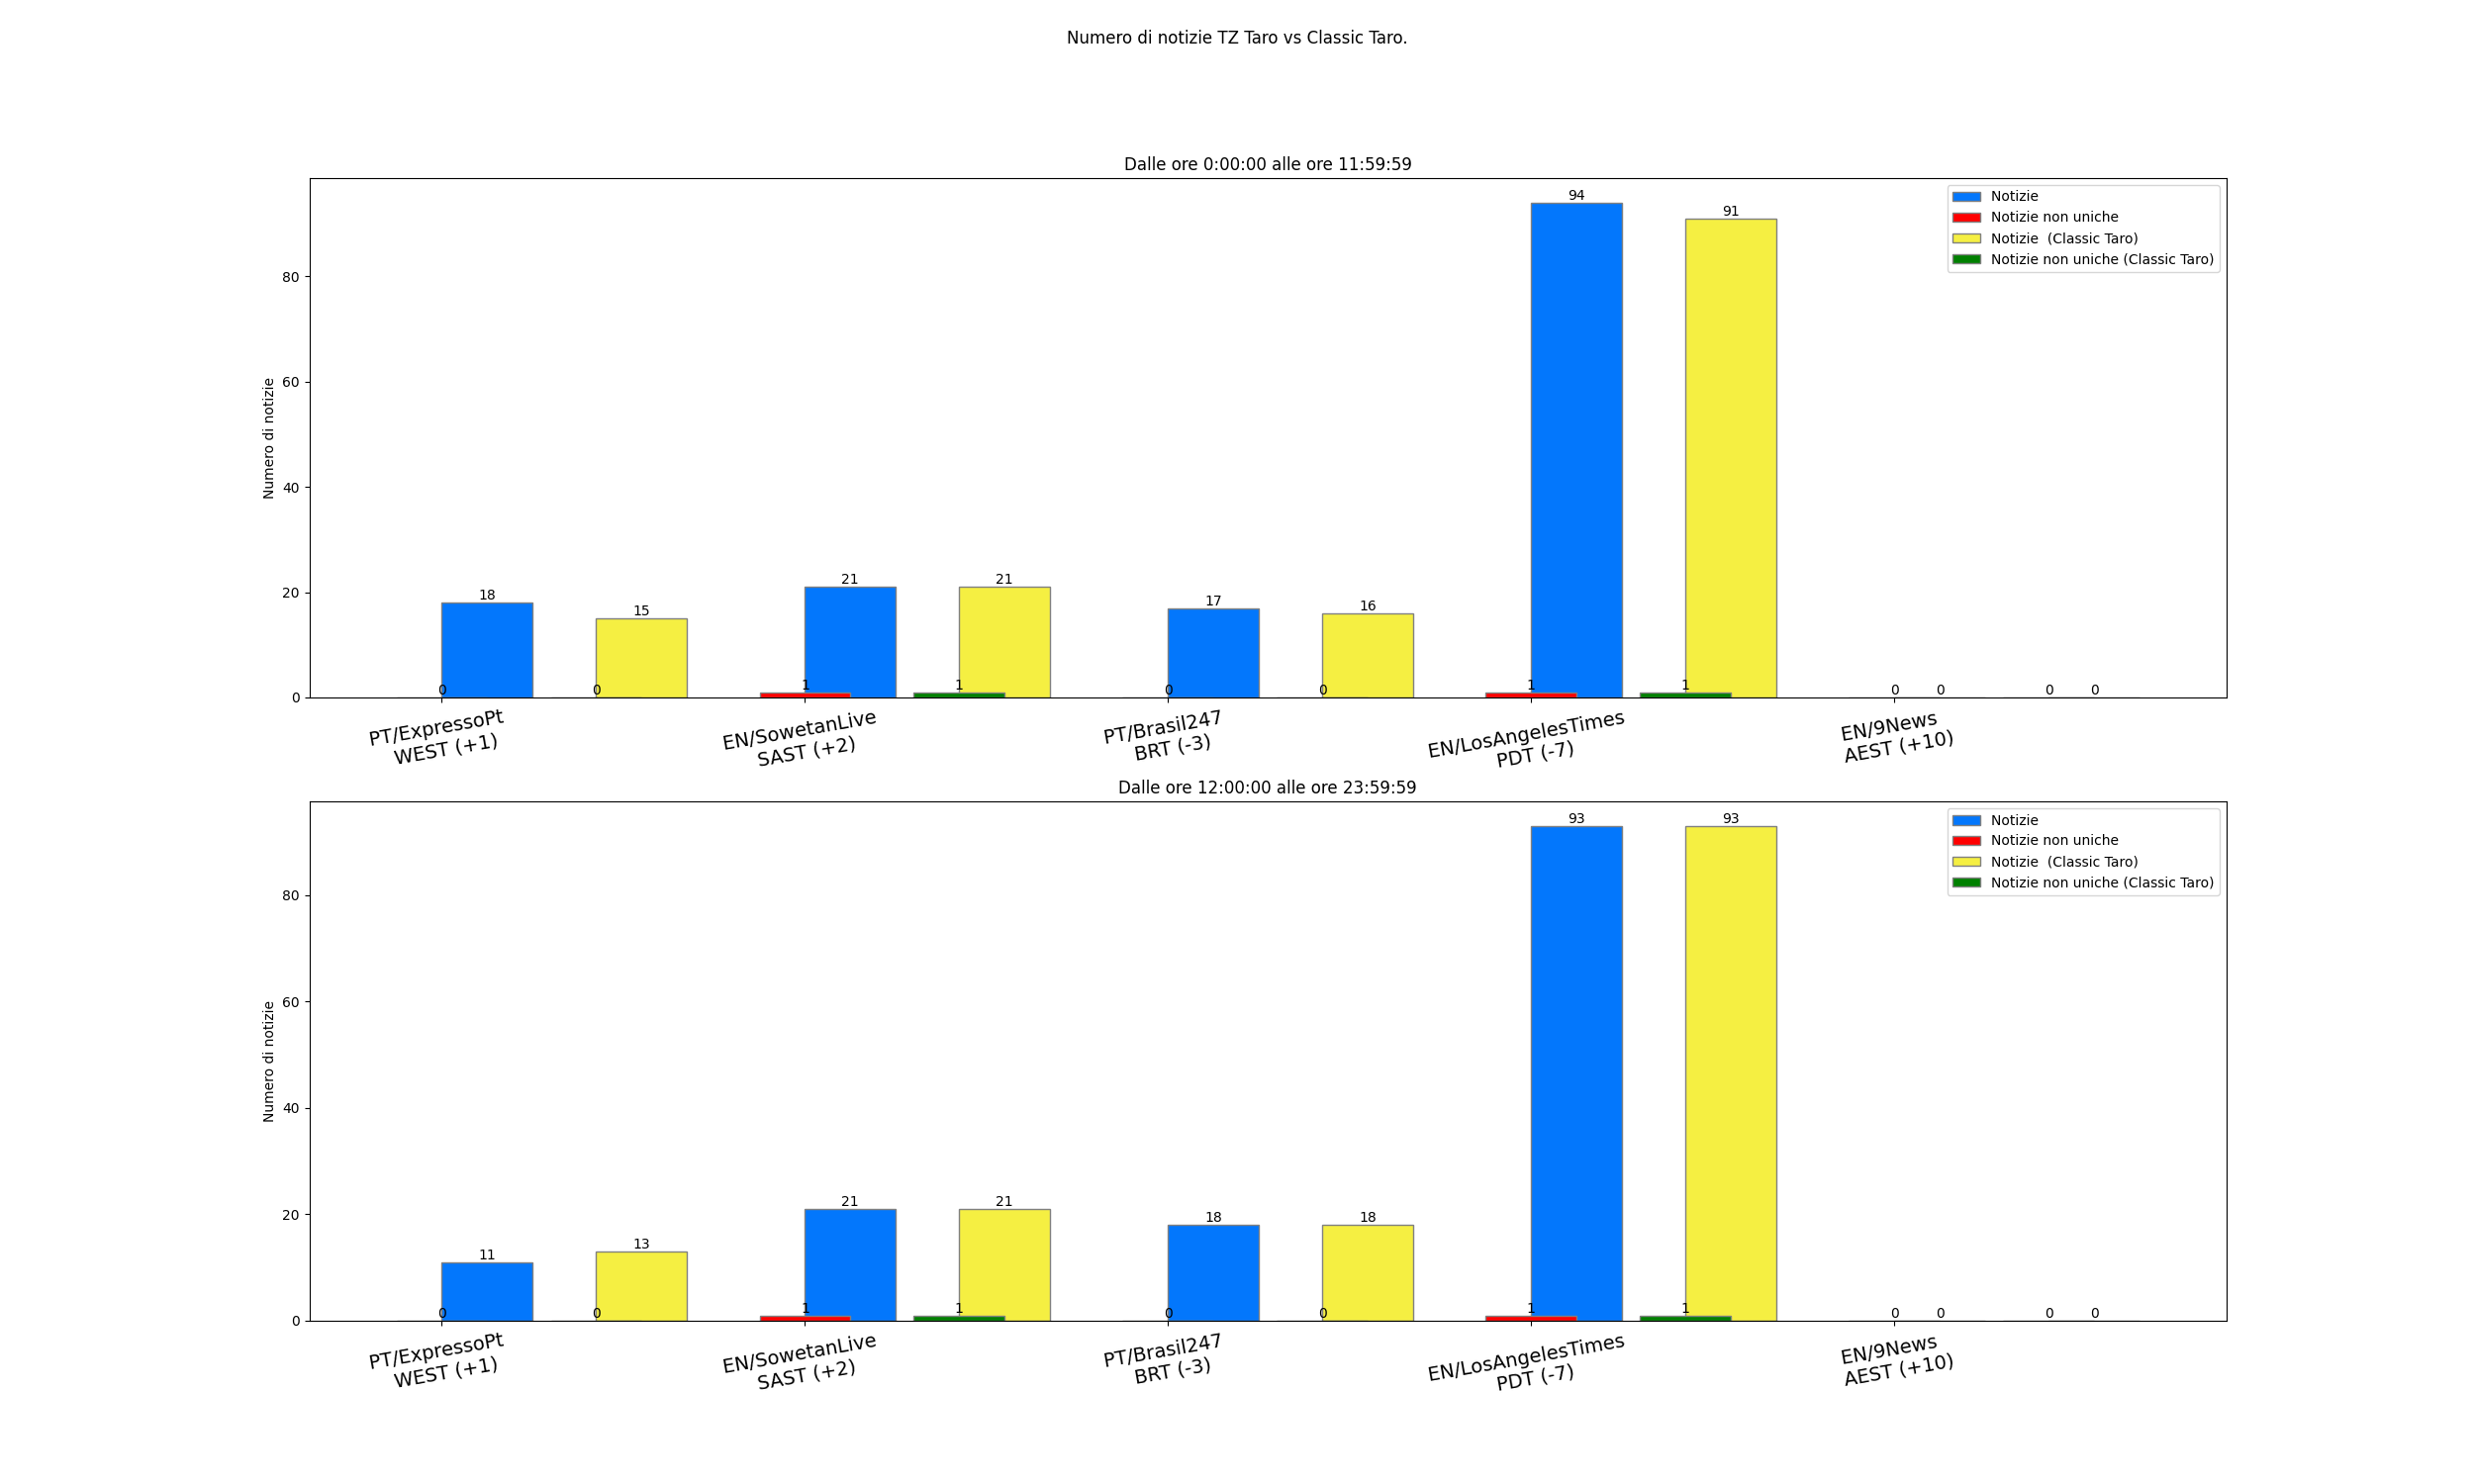 Numero di notizie TZ Taro vs Classic Taro.
Dalle ore 0:00:00 alle ore 11:59:59
Numero di notizie
80
60
40
20
0
94
91
18
15
21
21
17
16
0
0
1
1
0
0
1
1
0
0
0
0
Notizie
Notizie non uniche
Notizie  (Classic Taro)
Notizie non uniche (Classic Taro)
PT/ExpressoPt
WEST (+1)
EN/SowetanLive
SAST (+2)
PT/Brasil247
BRT (-3)
EN/LosAngelesTimes
PDT (-7)
EN/9News
AEST (+10)
Dalle ore 12:00:00 alle ore 23:59:59
Numero di notizie
80
60
40
20
0
93
93
11
13
21
21
18
18
0
0
1
1
0
0
1
1
0
0
0
0
Notizie
Notizie non uniche
Notizie  (Classic Taro)
Notizie non uniche (Classic Taro)
PT/ExpressoPt
WEST (+1)
EN/SowetanLive
SAST (+2)
PT/Brasil247
BRT (-3)
EN/LosAngelesTimes
PDT (-7)
EN/9News
AEST (+10)